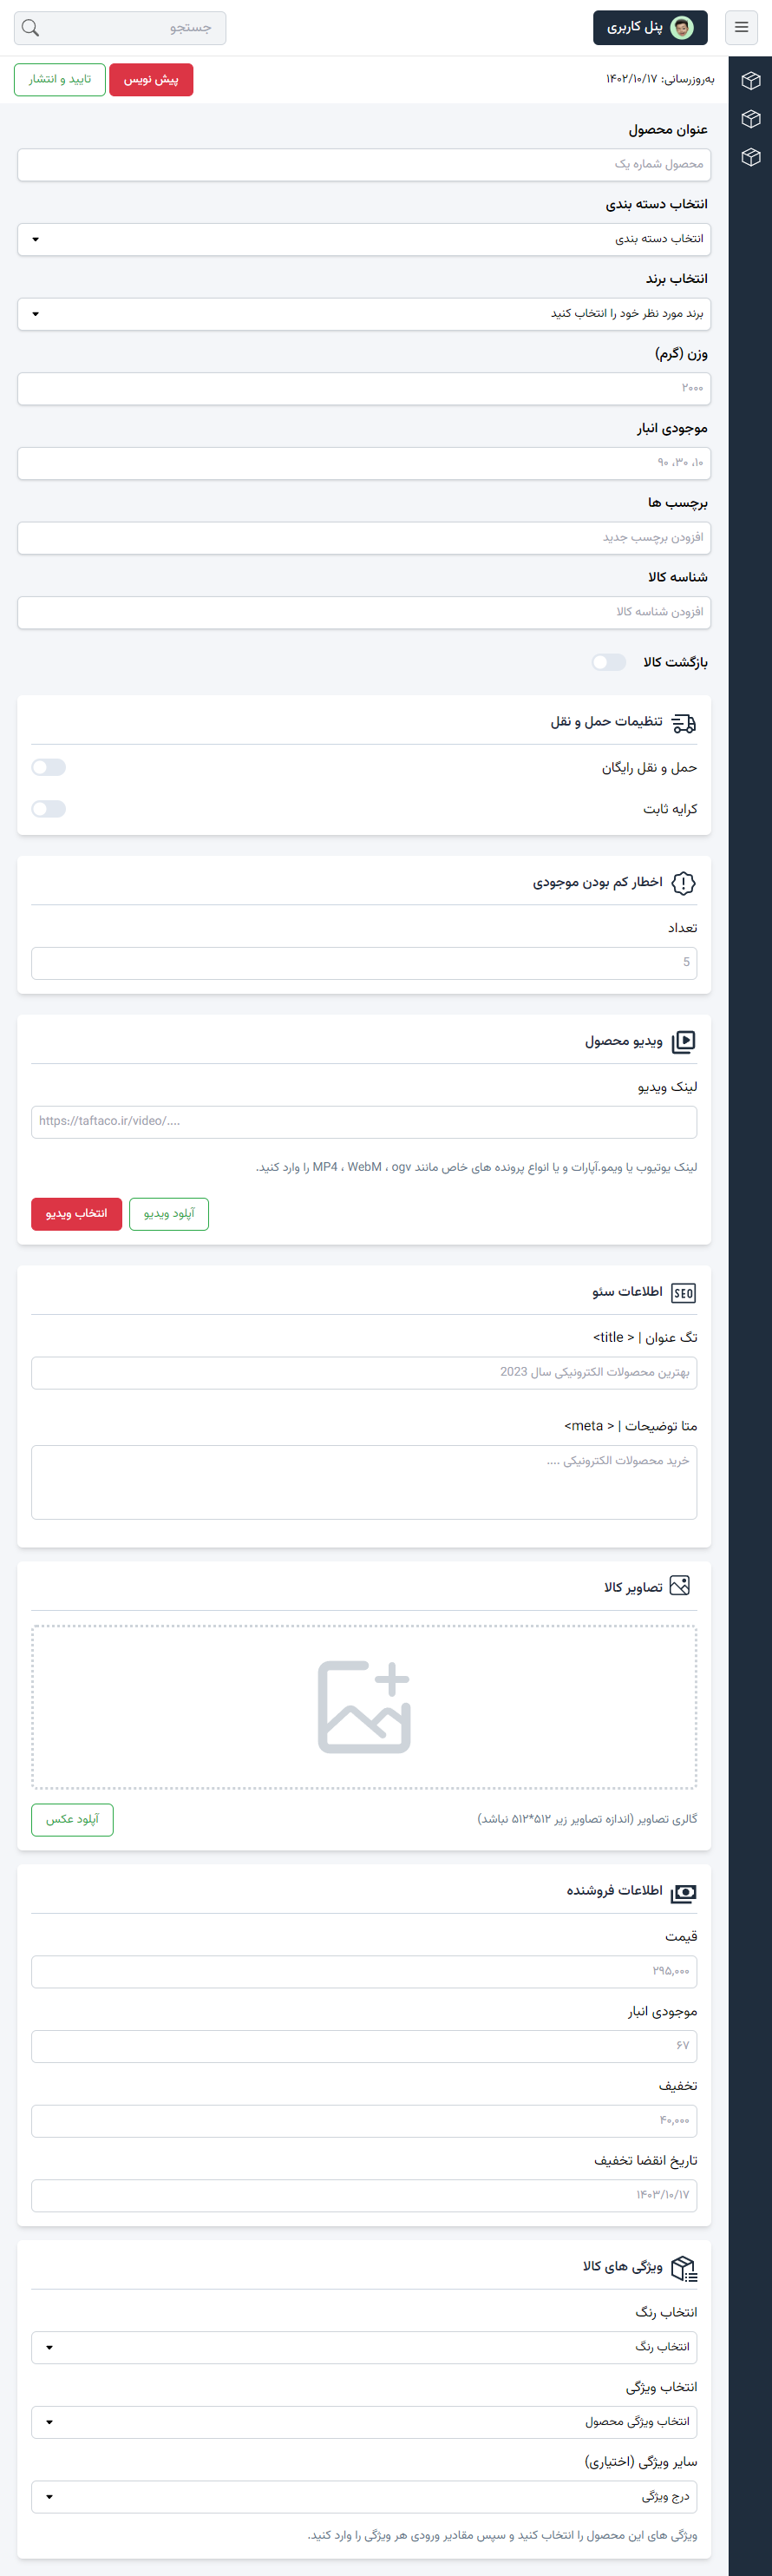 پنل کاربری
جستجو
به‌روزرسانی: ۱۴۰۲/۱۰/۱۷
پیش نویس
تایید و انتشار
عنوان محصول
محصول شماره یک
انتخاب دسته بندی
انتخاب دسته بندی
انتخاب برند
برند مورد نظر خود را انتخاب کنید
وزن (گرم)
۲۰۰۰
موجودی انبار
۱۰، ۳۰، ۹۰
برچسب ها
افزودن برچسب جدید
شناسه کالا
افزودن شناسه کالا
بازگشت کالا
تنظیمات حمل و نقل
حمل و نقل رایگان
کرایه ثابت
اخطار کم بودن موجودی
تعداد
5
ویدیو محصول
لینک ویدیو
https://taftaco.ir/video/....
لینک یوتیوب یا ویمو.آپارات و یا انواع پرونده های خاص مانند MP4 ، WebM ، ogv را وارد کنید.
آپلود ویدیو
انتخاب ویدیو
SEO
اطلاعات سئو
تگ عنوان | < title>
بهترین محصولات الکترونیکی سال 2023
متا توضیحات | < meta>
خرید محصولات الکترونیکی ....
تصاویر کالا
گالری تصاویر (اندازه تصاویر زیر ۵۱۲*۵۱۲ نباشد)
آپلود عکس
اطلاعات فروشنده
قیمت
۲۹۵,۰۰۰
موجودی انبار
۶۷
تخفیف
۴۰,۰۰۰
تاریخ انقضا تخفیف
۱۴۰۳/۱۰/۱۷
ویژگی های کالا
انتخاب رنگ
انتخاب رنگ
انتخاب ویژگی
انتخاب ویژگی محصول
سایر ویژگی (اختیاری)
درج ویژگی
ویژگی های این محصول را انتخاب کنید و سپس مقادیر ورودی هر ویژگی را وارد کنید.